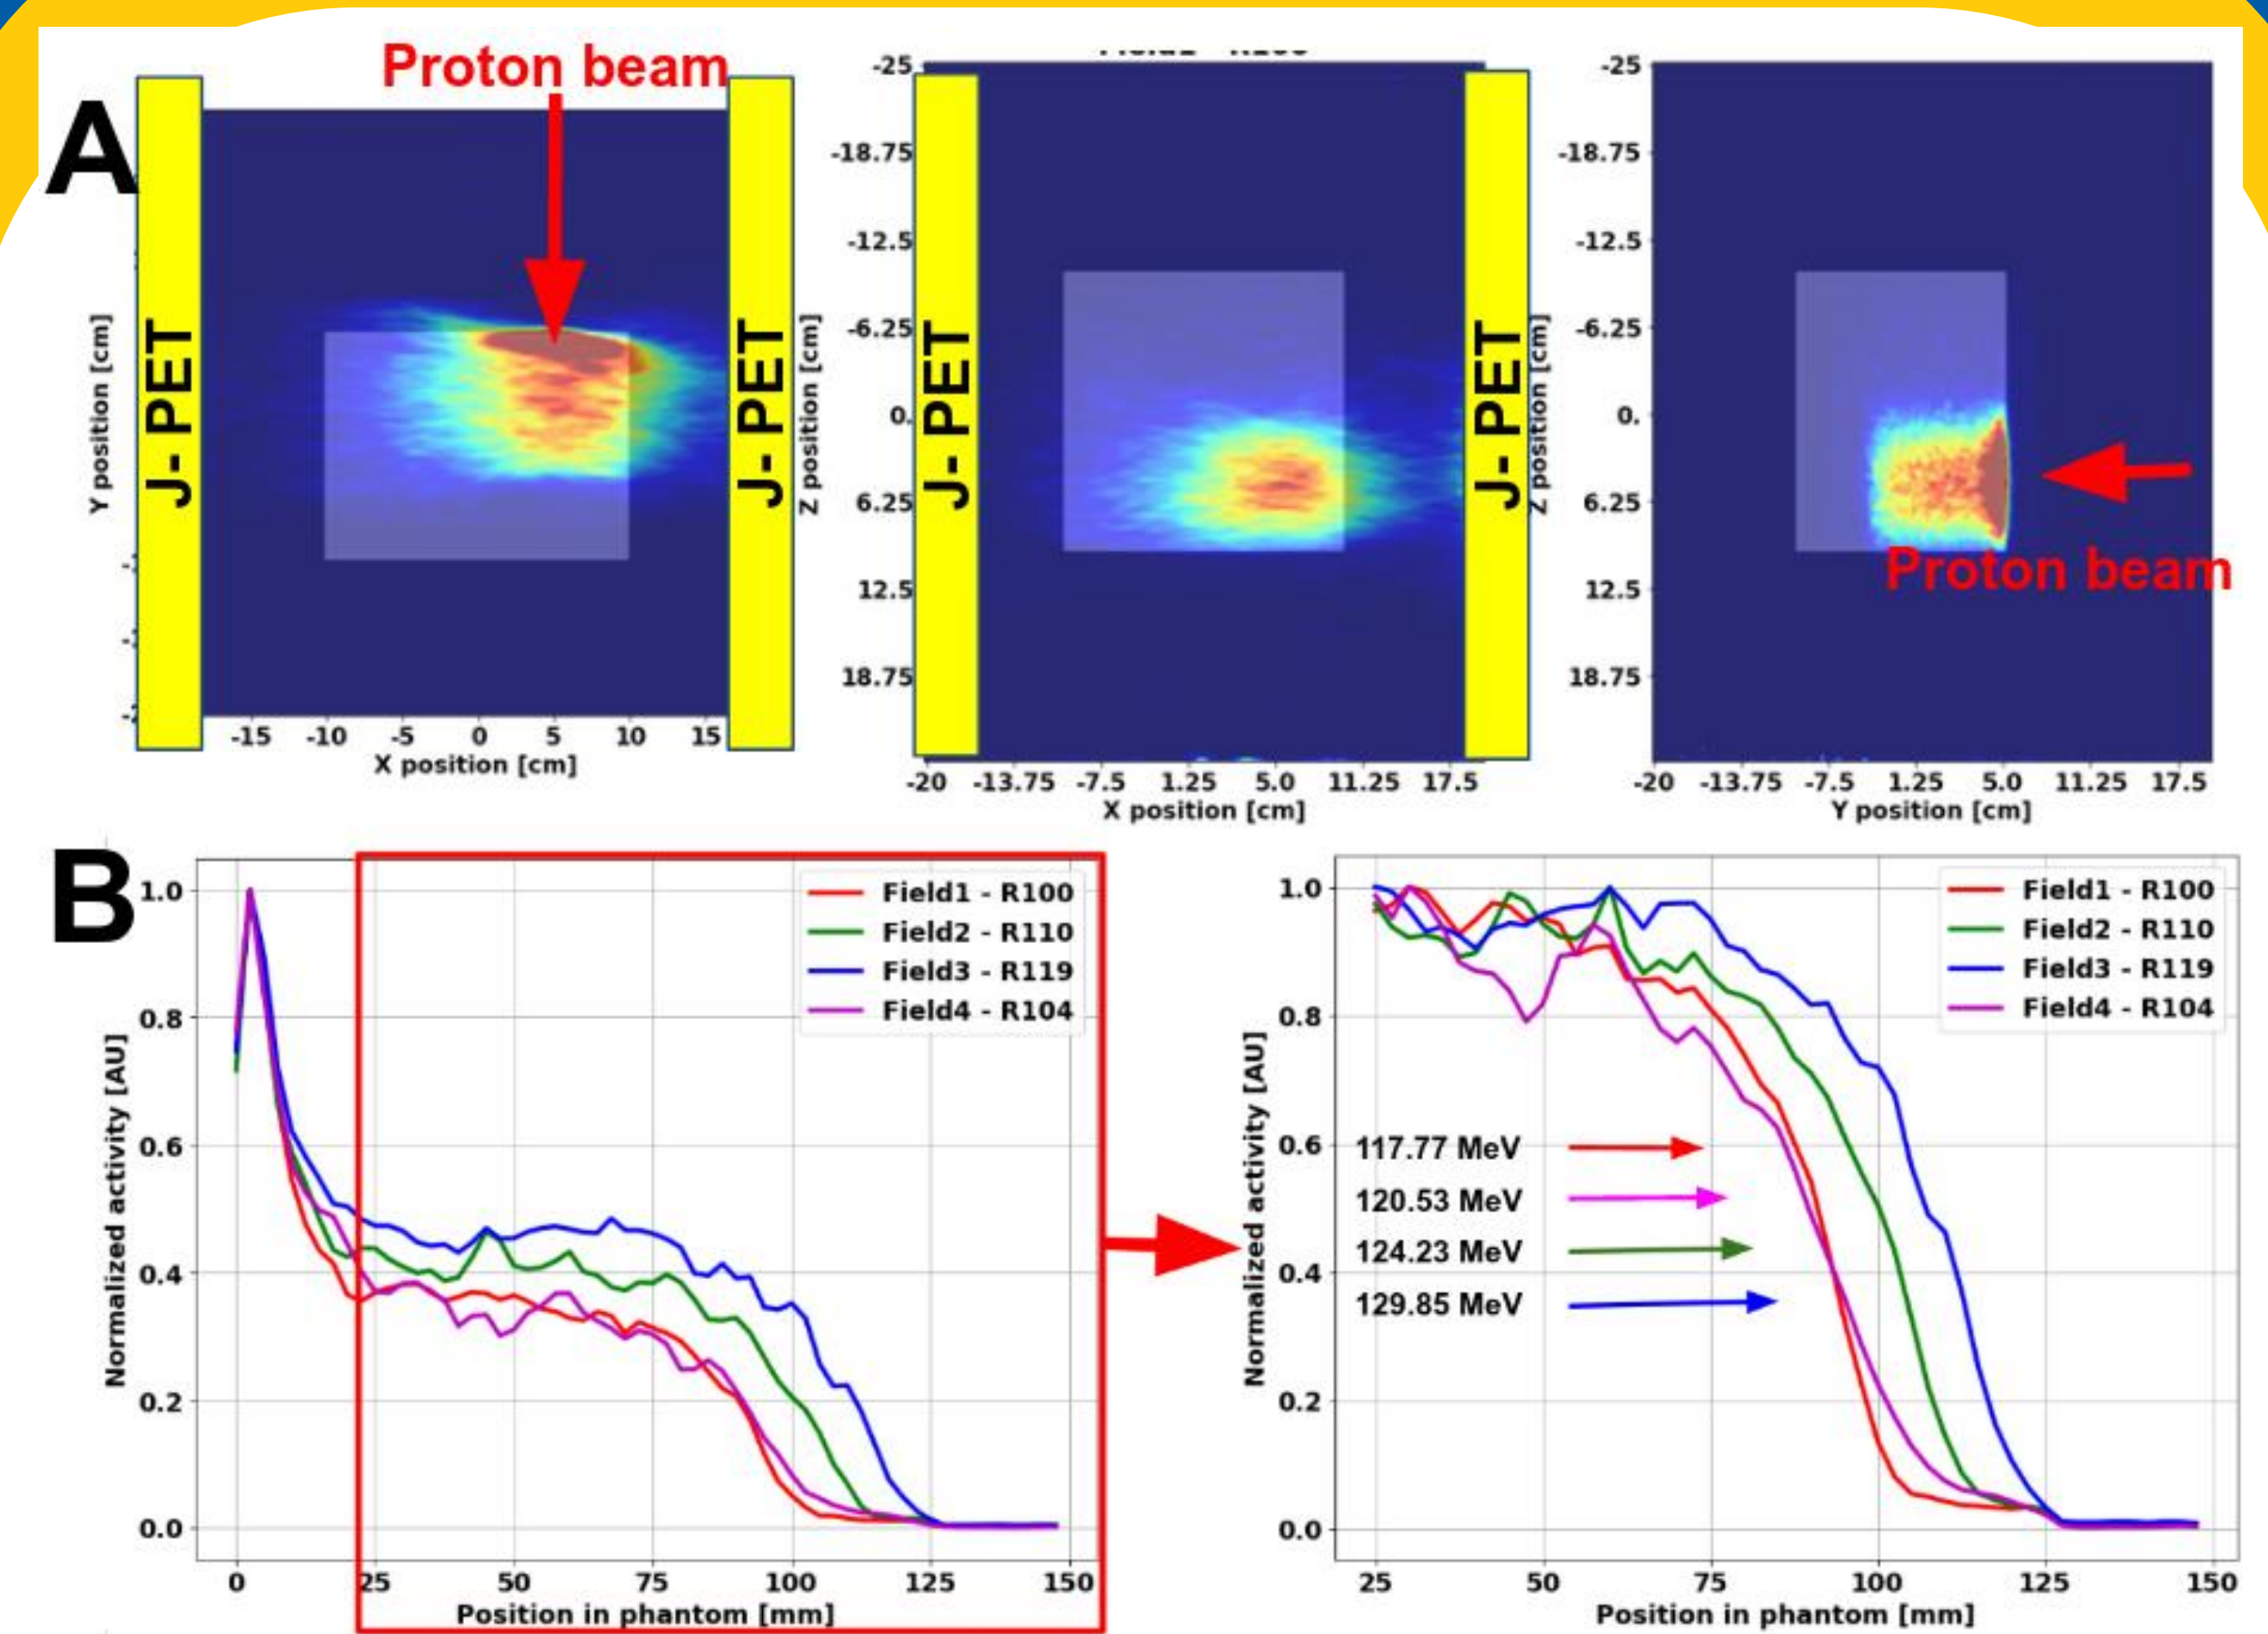 Proton beam
A
J- PET
J- PET
Y position [cm]
-15 -10 -5 0 5 10 15
X position [cm]
-25
-18.75
-12.5
-6.25
0.
6.25
12.5
18.75
Z position [cm]
J- PET
J- PET
-20 -13.75 -7.5 1.25 5.0 11.25 17.5
X position [cm]
-25
-18.75
-12.5
-6.25
0.
6.25
12.5
18.75
Z position [cm]
Proton beam
-20 -13.75 -7.5 1.25 5.0 11.25 17.5
Y position [cm]
B
1.0
0.8
0.6
0.4
0.2
0.0
Normalized activity [AU]
Field1 - R100
Field2 - R110
Field3 - R119
Field4 - R104
0 25 50 75 100 125 150
Position in phantom [mm]
1.0
0.8
0.6
0.4
0.2
0.0
Normalized activity [AU]
Field1 - R100
Field2 - R110
Field3 - R119
Field4 - R104
117.77 MeV
120.53 MeV
124.23 MeV
129.85 MeV
25 50 75 100 125 150
Position in phantom [mm]